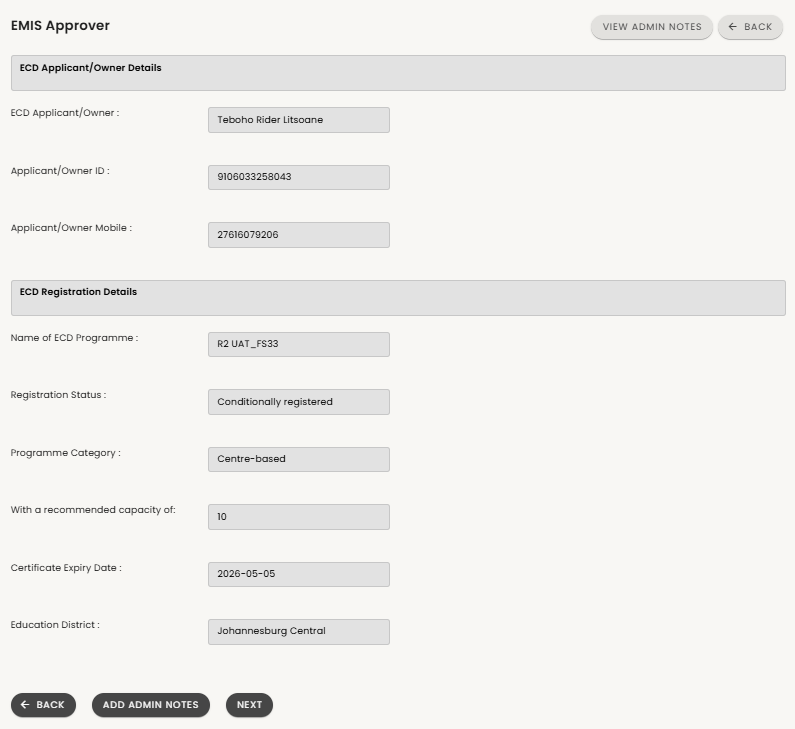 EMIS Approver
VIEW ADMIN NOTES
← BACK
ECD Applicant/Owner Details
ECD Applicant/Owner :
Teboho Rider Litsoane
Applicant/Owner ID :
9106033258043
Applicant/Owner Mobile :
27616079206
ECD Registration Details
Name of ECD Programme :
R2 UAT_FS33
Registration Status :
Conditionally registered
Programme Category :
Centre-based
With a recommended capacity of:
10
Certificate Expiry Date :
2026-05-05
Education District :
Johannesburg Central
← BACK
ADD ADMIN NOTES
NEXT